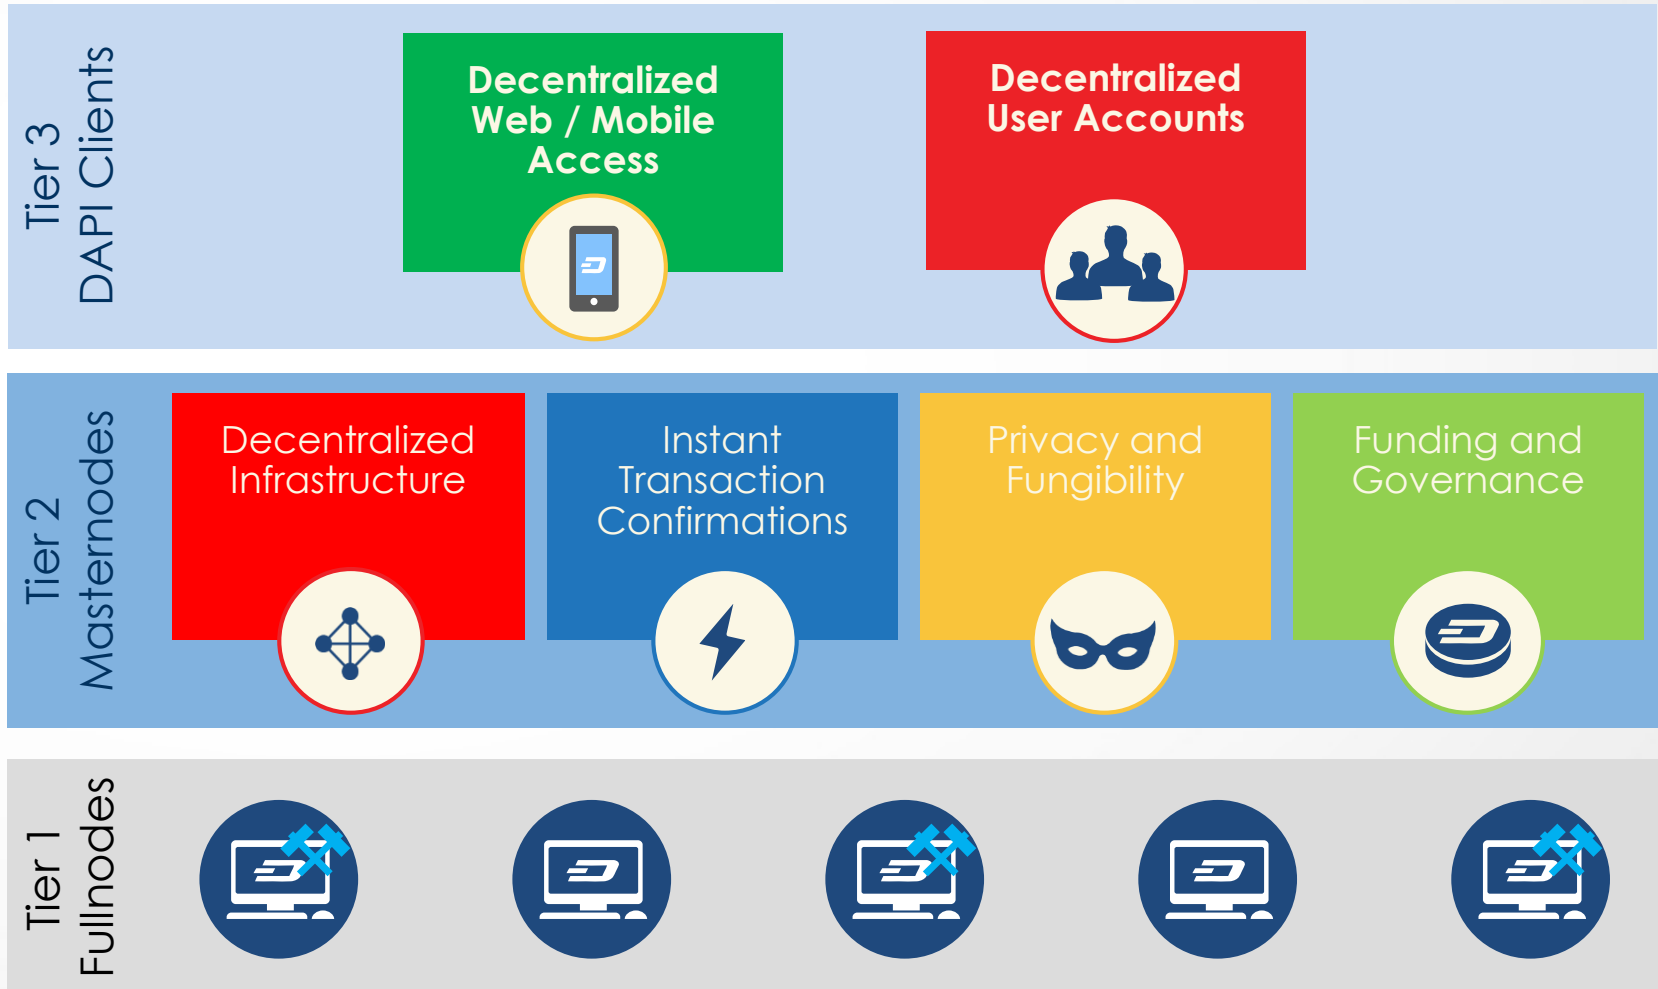 Tier 3
DAPI Clients
Decentralized
Web / Mobile
Access
Decentralized
User Accounts
Tier 2
Masternodes
Decentralized
Infrastructure
Instant
Transaction
Confirmations
Privacy and
Fungibility
Funding and
Governance
Tier 1
Fullnodes